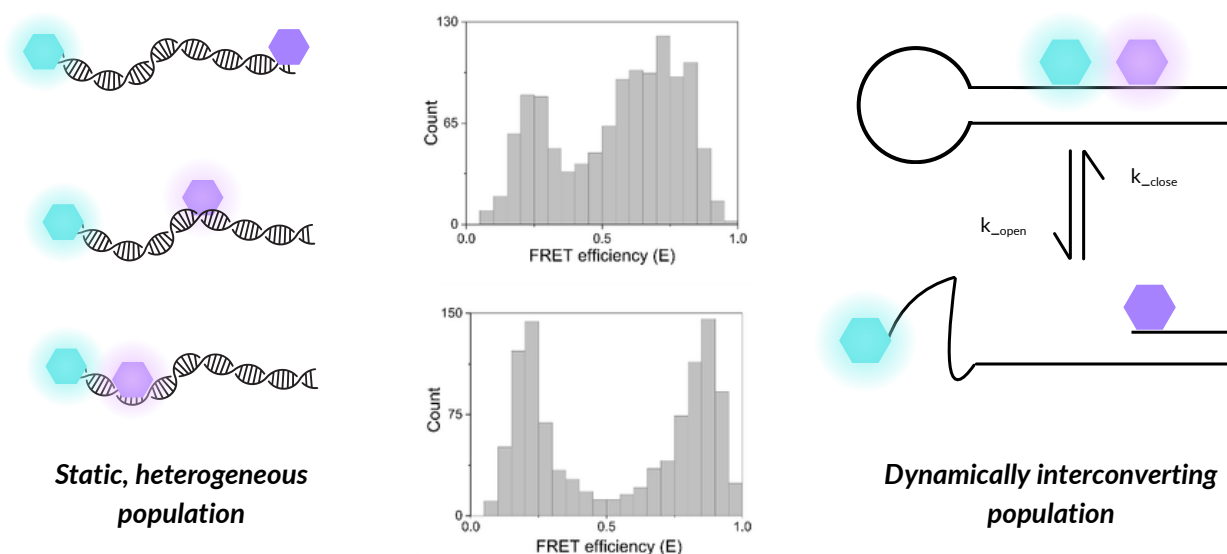 130
65
0
Count
0.0
0.5
1.0
FRET efficiency (E)
150
75
0
Count
0.0
0.5
1.0
FRET efficiency (E)
k_close
k_open
Static, heterogeneous
population
Dynamically interconverting
population